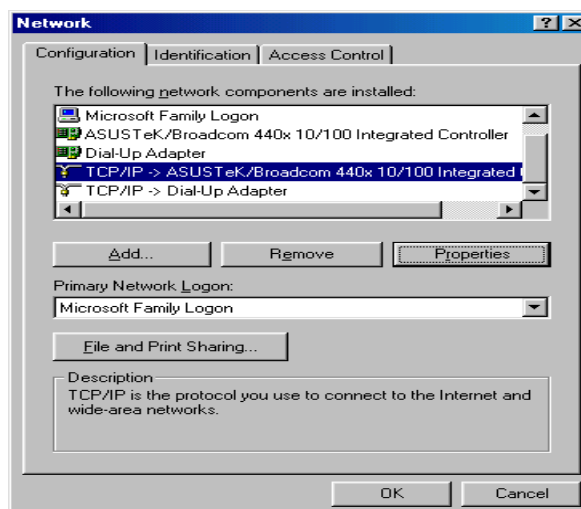 Network
Configuration Identification Access Control
The following network components are installed:
Microsoft Family Logon
ASUSTeK/Broadcom 440x 10/100 Integrated Controller
Dial-Up Adapter
TCP/IP -> ASUSTeK/Broadcom 440x 10/100 Integrated
TCP/IP -> Dial-Up Adapter
Add... Remove Properties
Primary Network Logon:
Microsoft Family Logon
File and Print Sharing...
Description
TCP/IP is the protocol you use to connect to the Internet and
wide-area networks.
OK Cancel